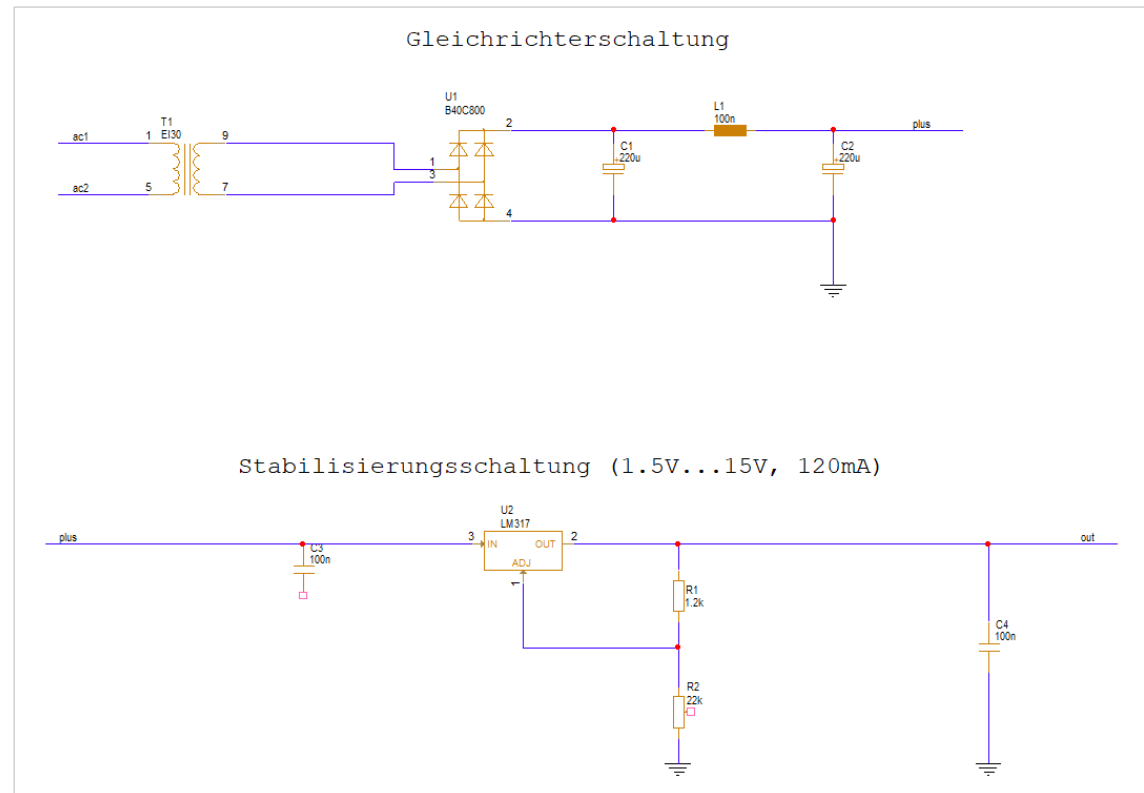 Gleichrichterschaltung
U1
B40C800
T1
EI30
L1
100n
ac1
1
9
2
plus
C1
+
220u
C2
+
220u
1
3
ac2
5
7
4
Stabilisierungsschaltung (1.5V...15V, 120mA)
U2
LM317
plus
3
IN
OUT
2
out
C3
100n
ADJ
1
R1
1.2k
C4
100n
R2
22k